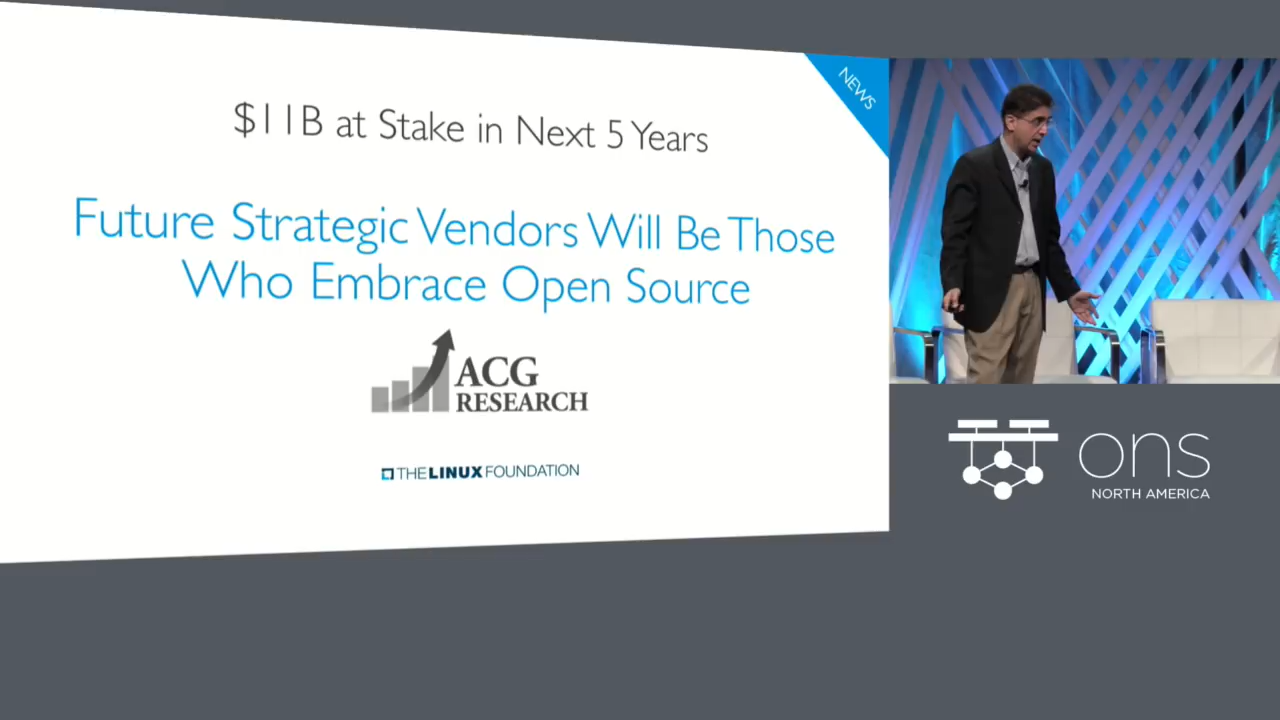 NEWS
$11B at Stake in Next 5 Years
Future Strategic Vendors Will Be Those
Who Embrace Open Source
ACG
RESEARCH
THE LINUX FOUNDATION
ons
NORTH AMERICA